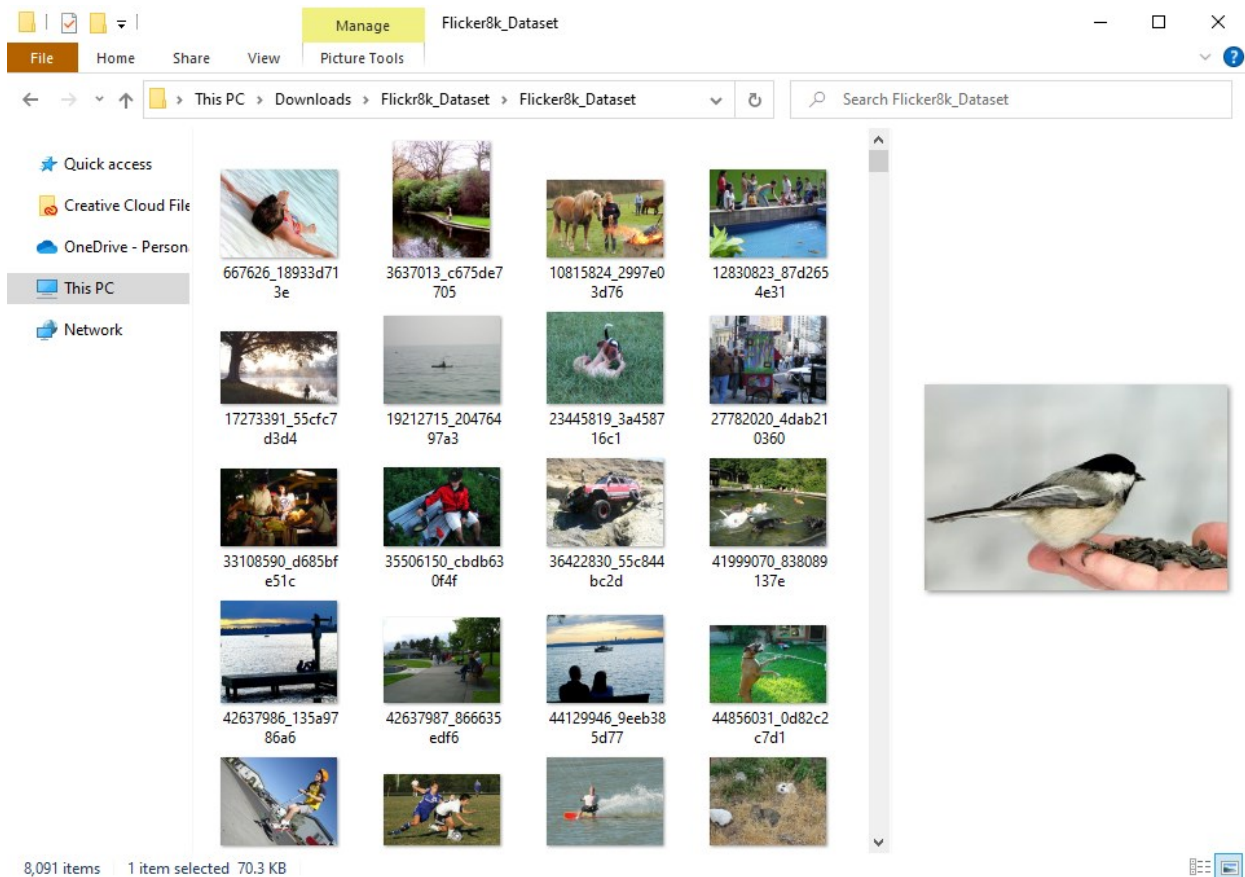 Manage
Flicker8k_Dataset
File
Home
Share
View
Picture Tools
This PC > Downloads > Flickr8k_Dataset > Flicker8k_Dataset
Search Flicker8k_Dataset
Quick access
Creative Cloud File
OneDrive - Person
This PC
Network
667626_18933d71
3e
3637013_c675de7
705
10815824_2997e0
3d76
12830823_87d265
4e31
17273391_55cfc7
d3d4
19212715_204764
97a3
23445819_3a4587
16c1
27782020_4dab21
0360
33108590_d685bf
e51c
35506150_cbdb63
0f4f
36422830_55c844
bc2d
41999070_838089
137e
42637986_135a97
86a6
42637987_866635
edf6
44129946_9eeb38
5d77
44856031_0d82c2
c7d1
8,091 items
1 item selected 70.3 KB